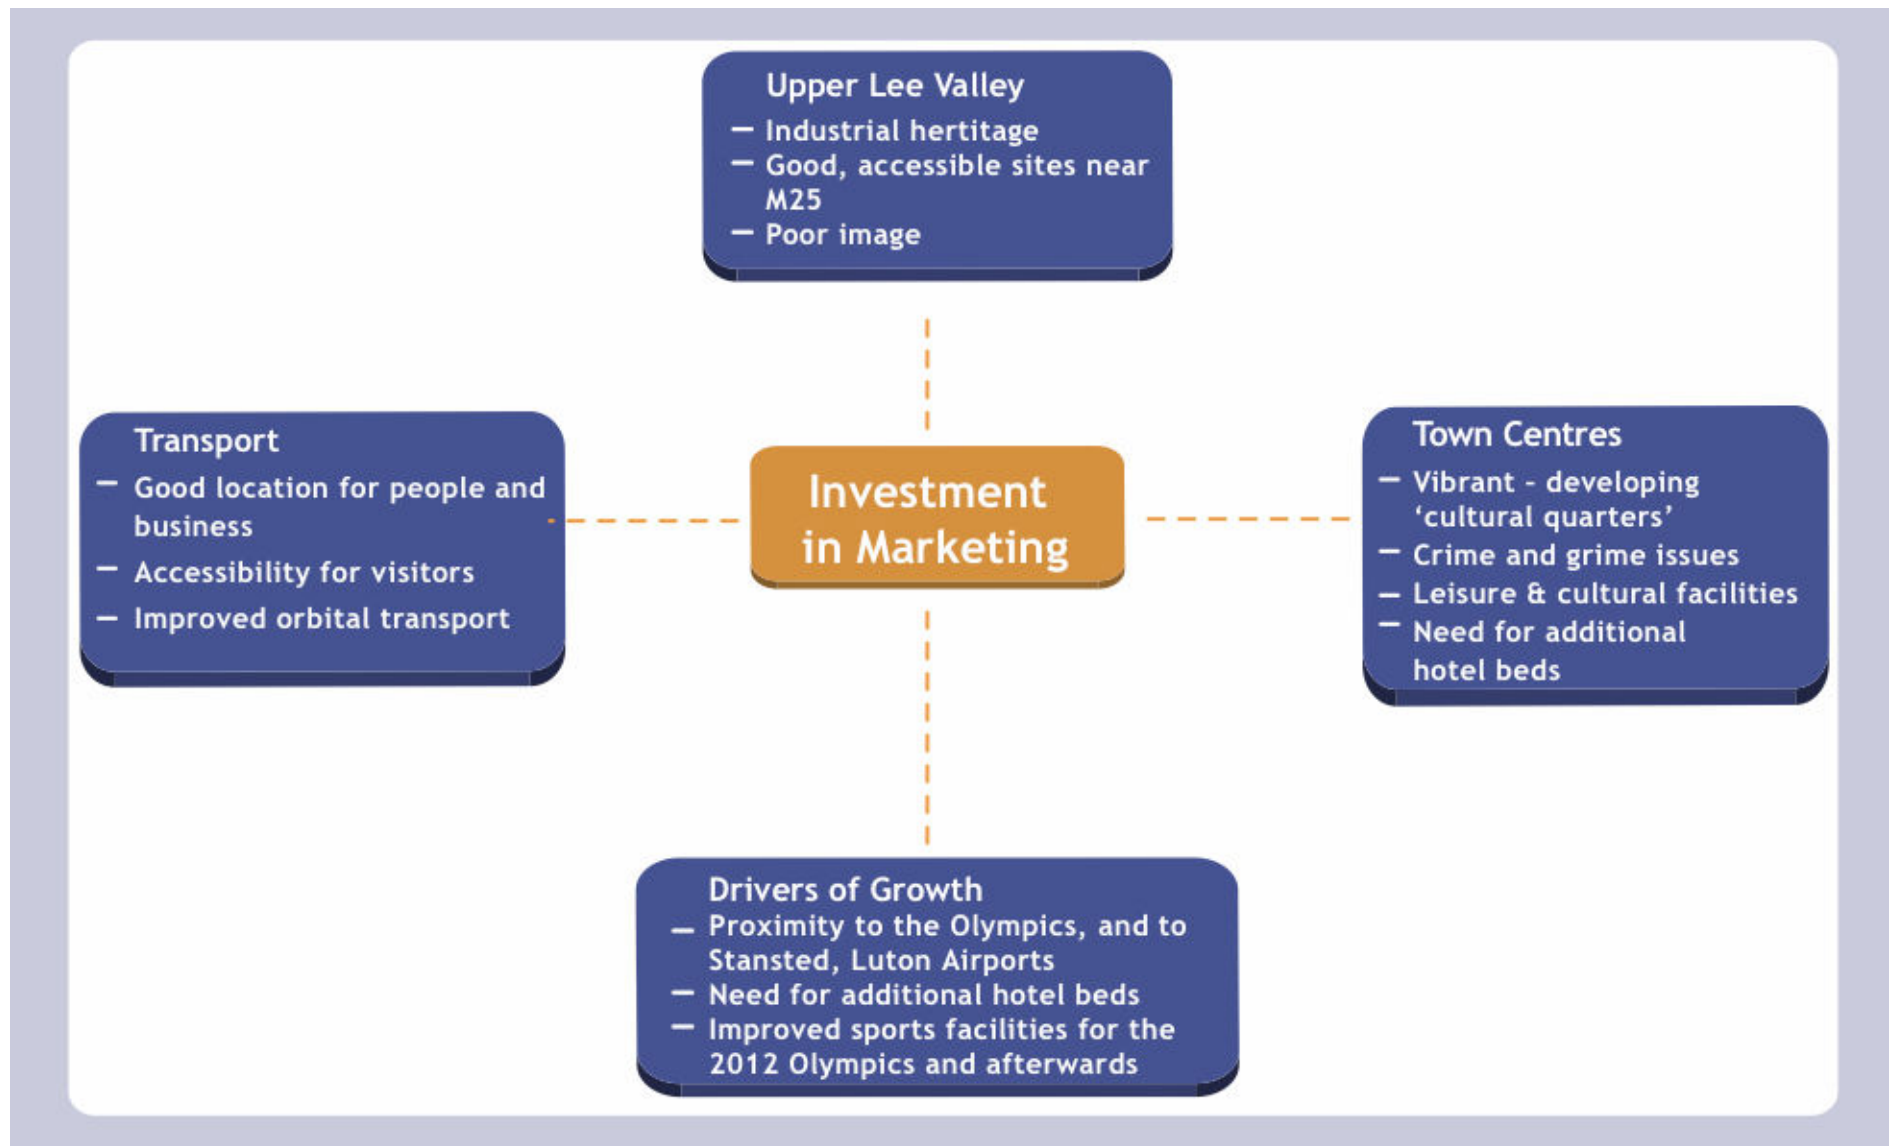 Upper Lee Valley
– Industrial hertitage
– Good, accessible sites near
M25
– Poor image
Transport
– Good location for people and
business
– Accessibility for visitors
– Improved orbital transport
Investment
in Marketing
Town Centres
– Vibrant - developing
‘cultural quarters’
– Crime and grime issues
– Leisure & cultural facilities
– Need for additional
hotel beds
Drivers of Growth
– Proximity to the Olympics, and to
Stansted, Luton Airports
– Need for additional hotel beds
– Improved sports facilities for the
2012 Olympics and afterwards